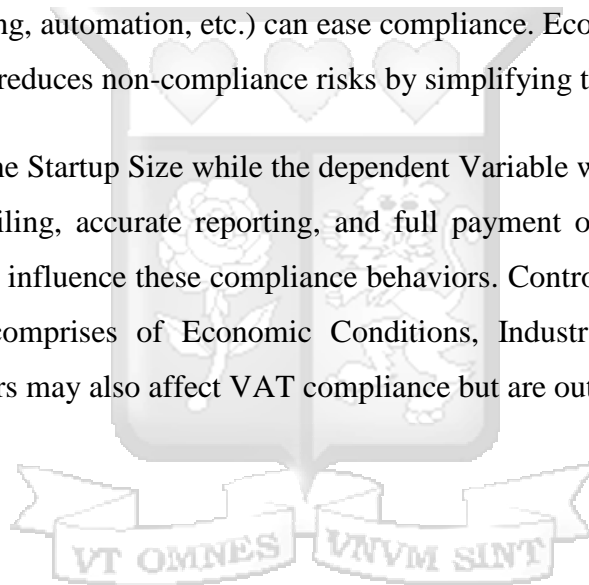 ng, automation, etc.) can ease compliance. Eco
reduces non-compliance risks by simplifying t
ne Startup Size while the dependent Variable w
iling, accurate reporting, and full payment o
influence these compliance behaviors. Contro
comprises of Economic Conditions, Industr
rs may also affect VAT compliance but are out
VT OMNES VNVM SINT